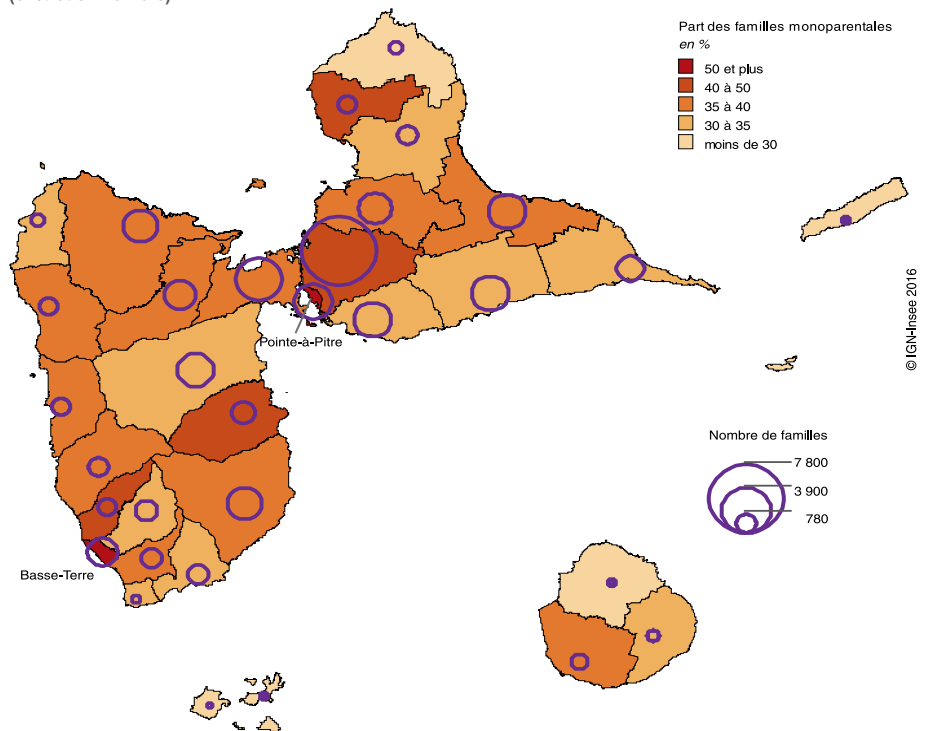 Part des familles monoparentales
en %
50 et plus
40 à 50
35 à 40
30 à 35
moins de 30
© IGN-Insee 2016
Pointe-à-Pitre
Nombre de familles
7 800
3 900
780
Basse-Terre